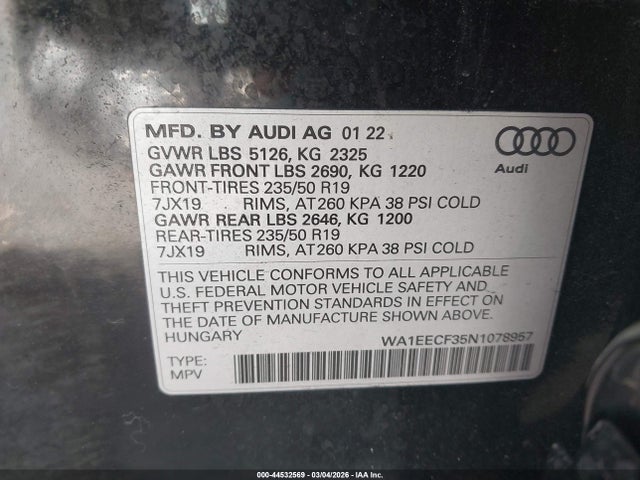 MFD. BY AUDI AG 01 22
GVWR LBS 5126, KG 2325
GAWR FRONT LBS 2690, KG 1220
FRONT-TIRES 235/50 R19
7JX19 RIMS, AT 260 KPA 38 PSI COLD
GAWR REAR LBS 2646, KG 1200
REAR-TIRES 235/50 R19
7JX19 RIMS, AT 260 KPA 38 PSI COLD
Audi
THIS VEHICLE CONFORMS TO ALL APPLICABLE
U.S. FEDERAL MOTOR VEHICLE SAFETY AND
THEFT PREVENTION STANDARDS IN EFFECT ON
THE DATE OF MANUFACTURE SHOWN ABOVE.
HUNGARY
WA1EECF35N1078957
TYPE:
MPV
000-44532569 - 03/04/2026 - IAA Inc.